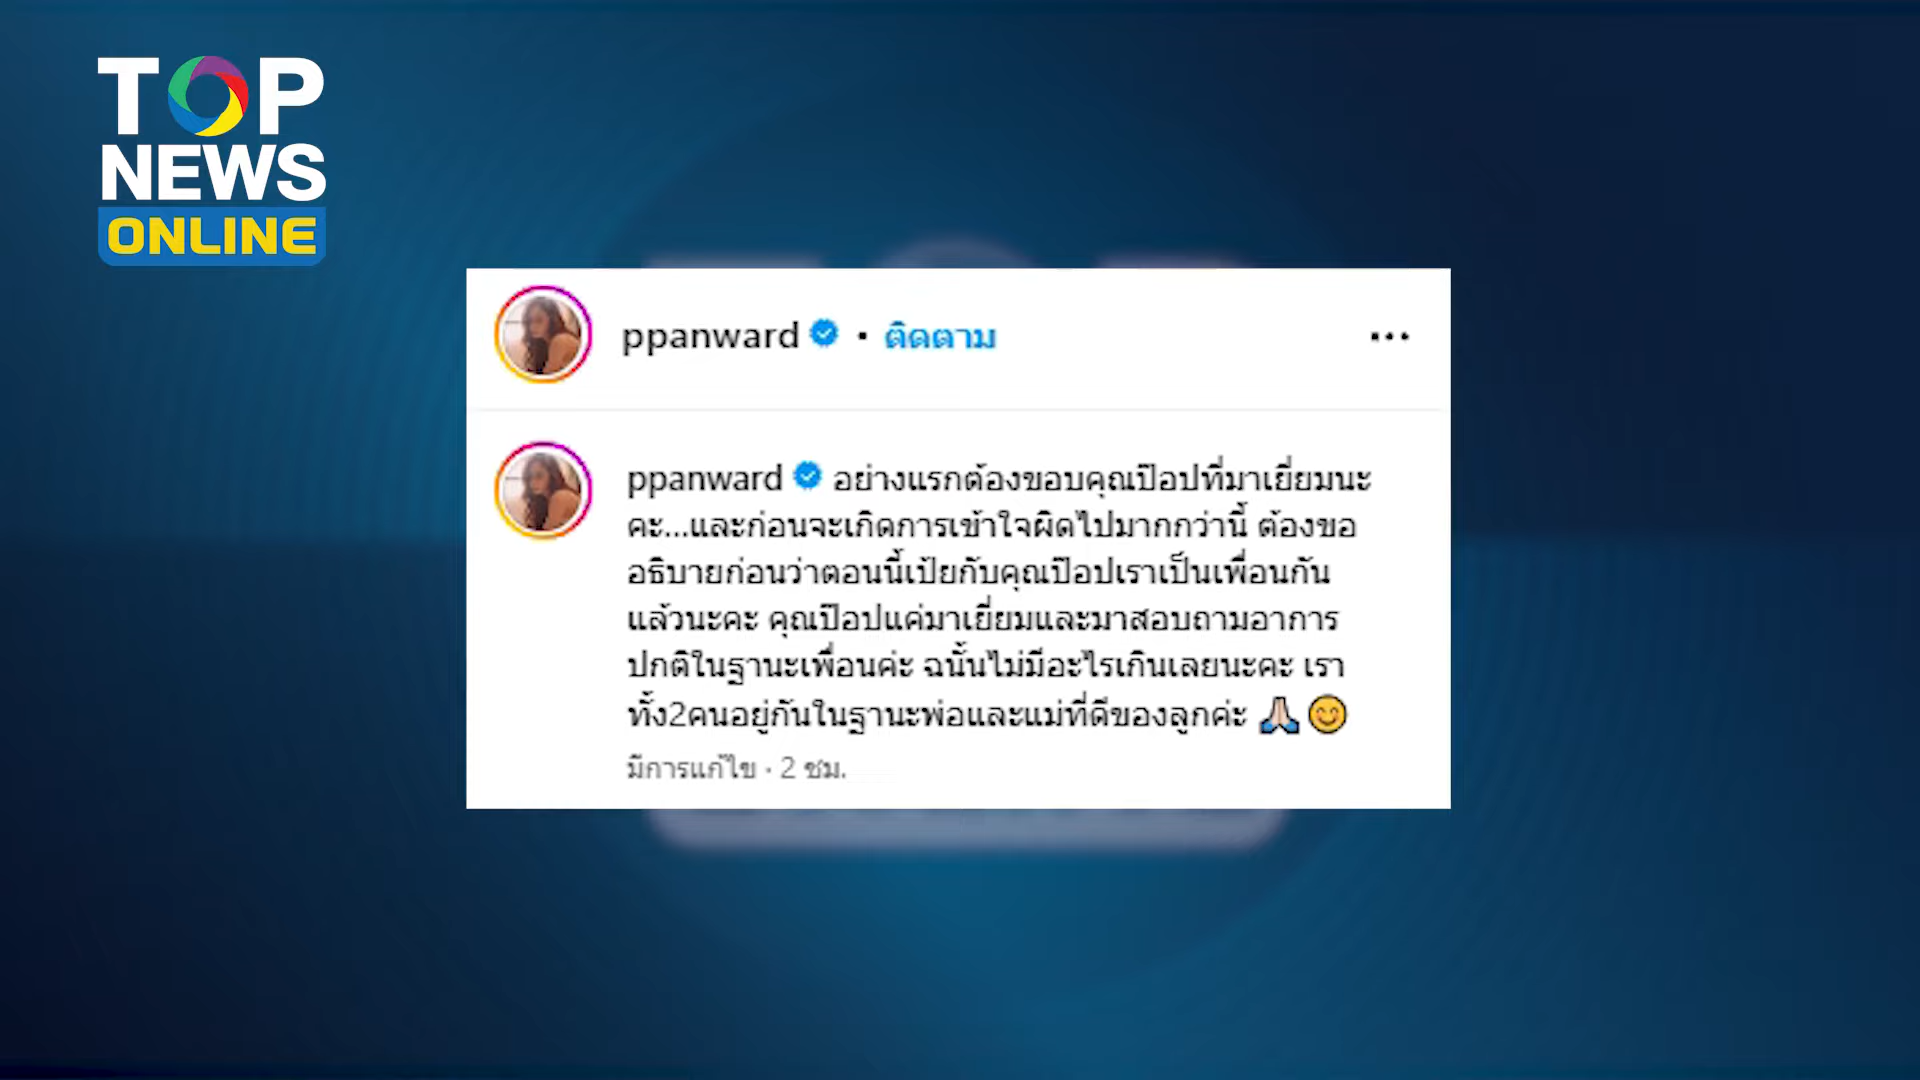 TOP
NEWS
ONLINE
ppanward • ติดตาม
ppanward อย่างแรกต้องขอบคุณป๊อปที่มาเยี่ยมนะ
คะ...และก่อนจะเกิดการเข้าใจผิดไปมากกว่านี้ ต้องขอ
อธิบายก่อนว่าตอนนี้เป้ยกับคุณป๊อปเราเป็นเพื่อนกัน
แล้วนะคะ คุณป๊อปแค่มาเยี่ยมและมาสอบถามอาการ
ปกติในฐานะเพื่อนค่ะ ฉนั้นไม่มีอะไรเกินเลยนะคะ เรา
ทั้ง2คนอยู่กันในฐานะพ่อและแม่ที่ดีของลูกค่ะ 🙏🏻😊
มีการแก้ไข · 2 ชม.